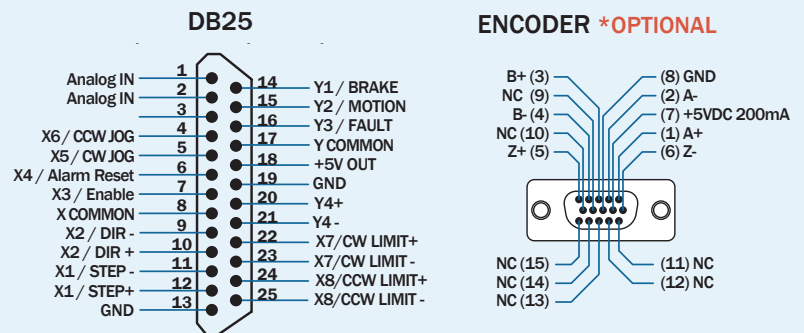 DB25
1
Analog IN
2
Analog IN
3
4
X6 / CCW JOG
5
X5 / CW JOG
6
X4 / Alarm Reset
7
X3 / Enable
8
X COMMON
9
X2 / DIR -
10
X2 / DIR +
11
X1 / STEP -
12
X1 / STEP+
13
GND
14
Y1 / BRAKE
15
Y2 / MOTION
16
Y3 / FAULT
17
Y COMMON
18
+5V OUT
19
GND
20
Y4+
21
Y4 -
22
X7/CW LIMIT+
23
X7/CW LIMIT -
24
X8/CCW LIMIT+
25
X8/CCW LIMIT -
ENCODER *OPTIONAL
B+ (3)
NC (9)
B- (4)
NC (10)
Z+ (5)
(8) GND
(2) A-
(7) +5VDC 200mA
(1) A+
(6) Z-
NC (15)
NC (14)
NC (13)
(11) NC
(12) NC